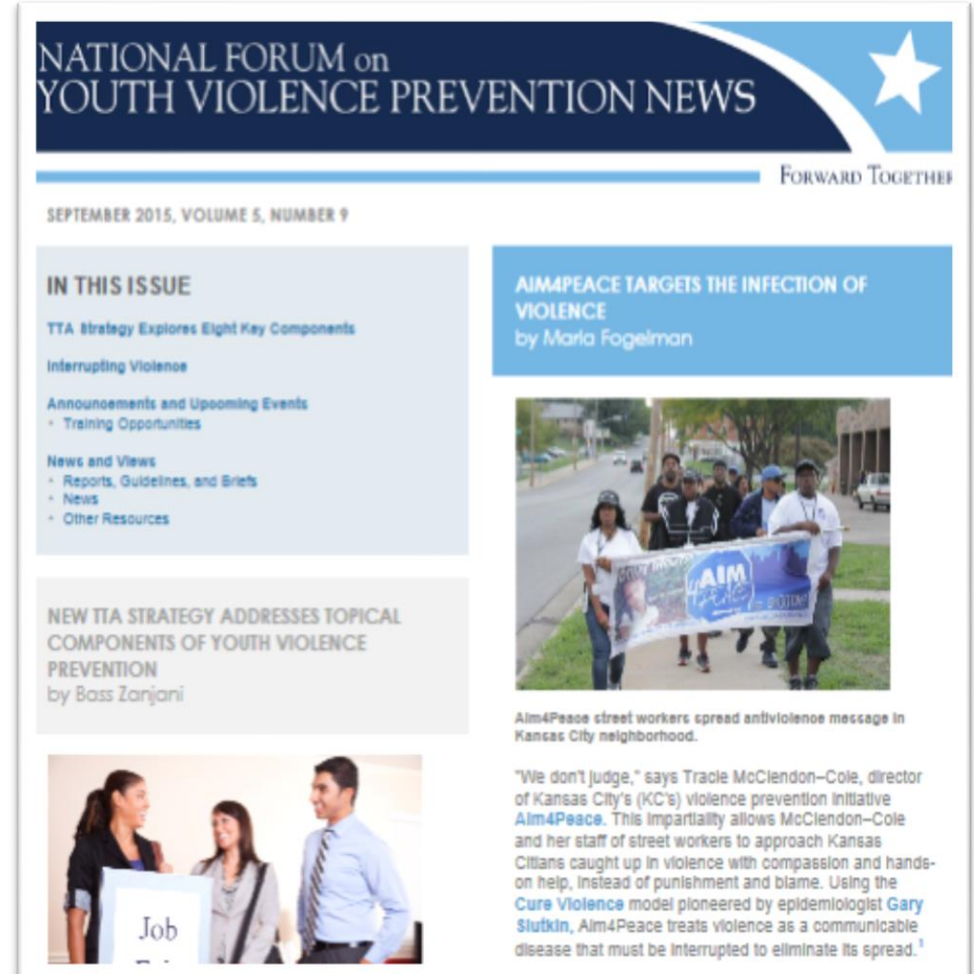 NATIONAL FORUM on
YOUTH VIOLENCE PREVENTION NEWS
FORWARD TOGETHER
SEPTEMBER 2015, VOLUME 5, NUMBER 9
IN THIS ISSUE
TTA Strategy Explores Eight Key Components
Interrupting Violence
Announcements and Upcoming Events
• Training Opportunities
News and Views
• Reports, Guidelines, and Briefs
• News
• Other Resources
NEW TTA STRATEGY ADDRESSES TOPICAL
COMPONENTS OF YOUTH VIOLENCE
PREVENTION
by Bass Zanjani
Job
AIM4PEACE TARGETS THE INFECTION OF
VIOLENCE
by Marla Fogelman
AIM
4PEACE
Aim4Peace street workers spread antiviolence message in
Kansas City neighborhood.
"We don't judge," says Tracie McClendon–Cole, director
of Kansas City's (KC's) violence prevention initiative
Aim4Peace. This impartiality allows McClendon–Cole
and her staff of street workers to approach Kansas
Citians caught up in violence with compassion and hands-
on help, instead of punishment and blame. Using the
Cure Violence model pioneered by epidemiologist Gary
Slutkin, Aim4Peace treats violence as a communicable
disease that must be interrupted to eliminate its spread.1